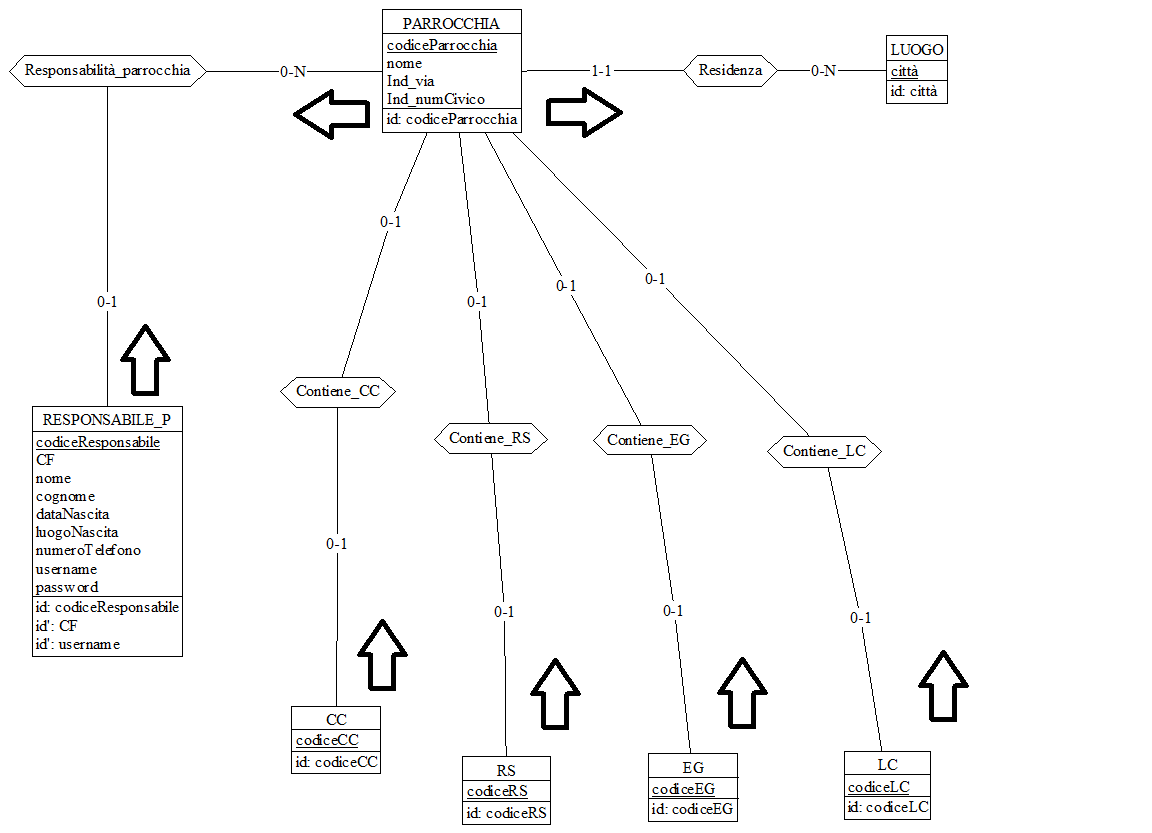 PARROCCHIA
codiceParrocchia
nome
Ind_via
Ind_numCivico
id: codiceParrocchia
Responsabilità_parrocchia
0-N
1-1
Residenza
0-N
LUOGO
città
id: città
0-1
0-1
0-1
0-1
0-1
Contiene_CC
Contiene_RS
Contiene_EG
Contiene_LC
RESPONSABILE_P
codiceResponsabile
CF
nome
cognome
dataNascita
luogoNascita
numeroTelefono
username
password
id: codiceResponsabile
id': CF
id': username
0-1
0-1
0-1
0-1
CC
codiceCC
id: codiceCC
RS
codiceRS
id: codiceRS
EG
codiceEG
id: codiceEG
LC
codiceLC
id: codiceLC